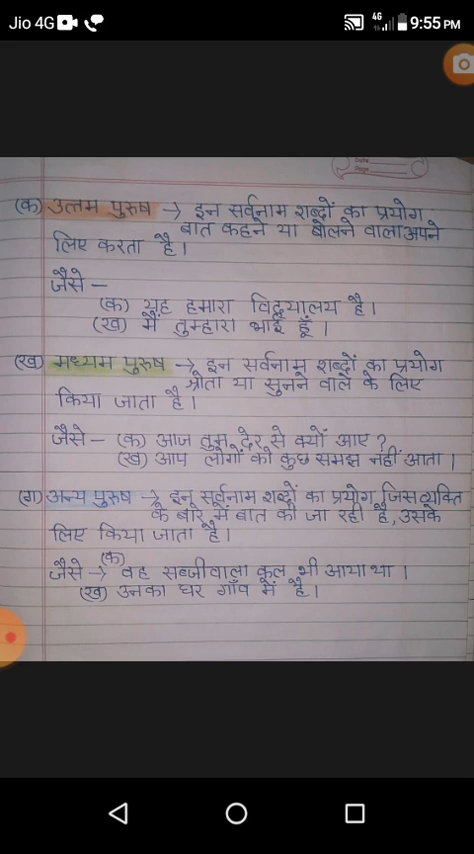 Jio 4G 4G 9:55 PM
(क) उत्तम पुरुष → इन सर्वनाम शब्दों का प्रयोग
बात कहने या बोलने वाला अपने
लिए करता है।
जैसे –
(क) यह हमारा विद्यालय है।
(ख) मैं तुम्हारा भाई हूँ।
(ख) मध्यम पुरुष → इन सर्वनाम शब्दों का प्रयोग
श्रोता या सुनने वाले के लिए
किया जाता है।
जैसे – (क) आज तुम देर से क्यों आए?
(ख) आप लोगों को कुछ समझ नहीं आता।
(ग) अन्य पुरुष → इन सर्वनाम शब्दों का प्रयोग जिस व्यक्ति
के बारे में बात की जा रही है, उसके
लिए किया जाता है।
(क)
जैसे → वह सब्जीवाला कल भी आया था।
(ख) उनका घर गाँव में है।